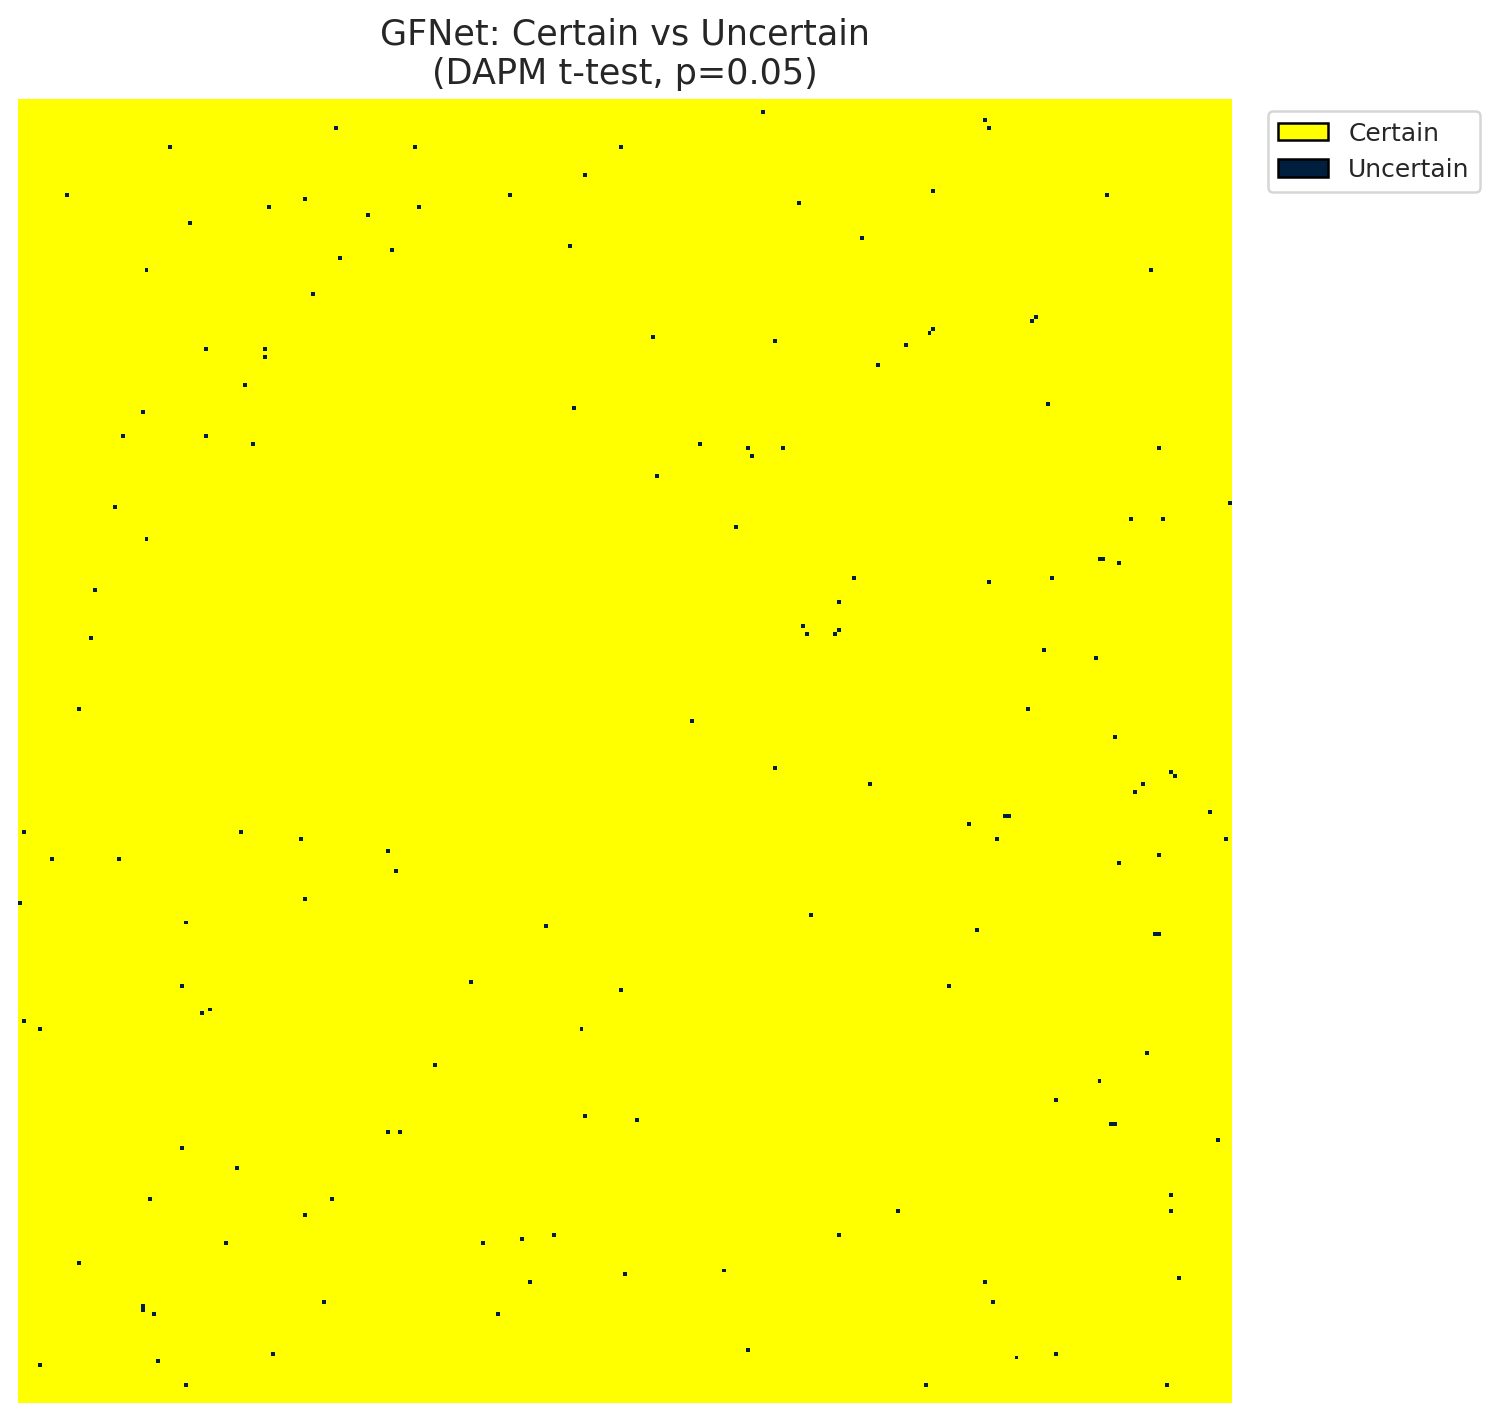 GFNet: Certain vs Uncertain
(DAPM t-test, p=0.05)
Certain
Uncertain